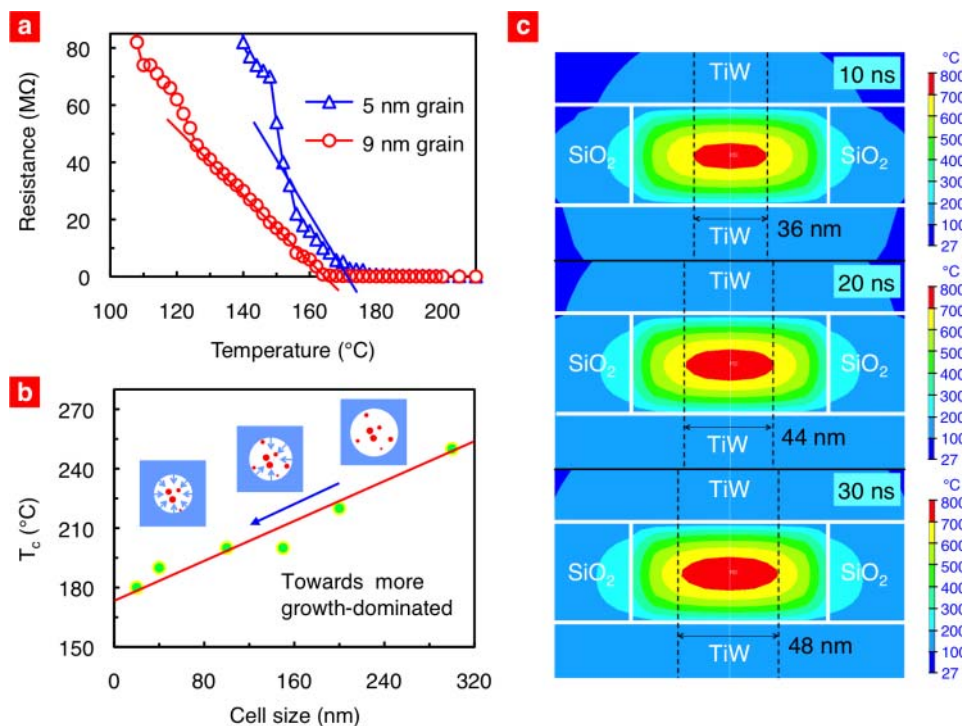 a
80
60
40
20
0
Resistance (MΩ)
5 nm grain
9 nm grain
100 120 140 160 180 200
Temperature (°C)
b
270
240
210
180
150
T_c (°C)
Towards more
growth-dominated
0 80 160 240 320
Cell size (nm)
c
TiW
10 ns
SiO₂
SiO₂
TiW
36 nm
°C
800
700
600
500
400
300
200
100
27
TiW
20 ns
SiO₂
SiO₂
TiW
44 nm
°C
800
700
600
500
400
300
200
100
27
TiW
30 ns
SiO₂
SiO₂
TiW
48 nm
°C
800
700
600
500
400
300
200
100
27